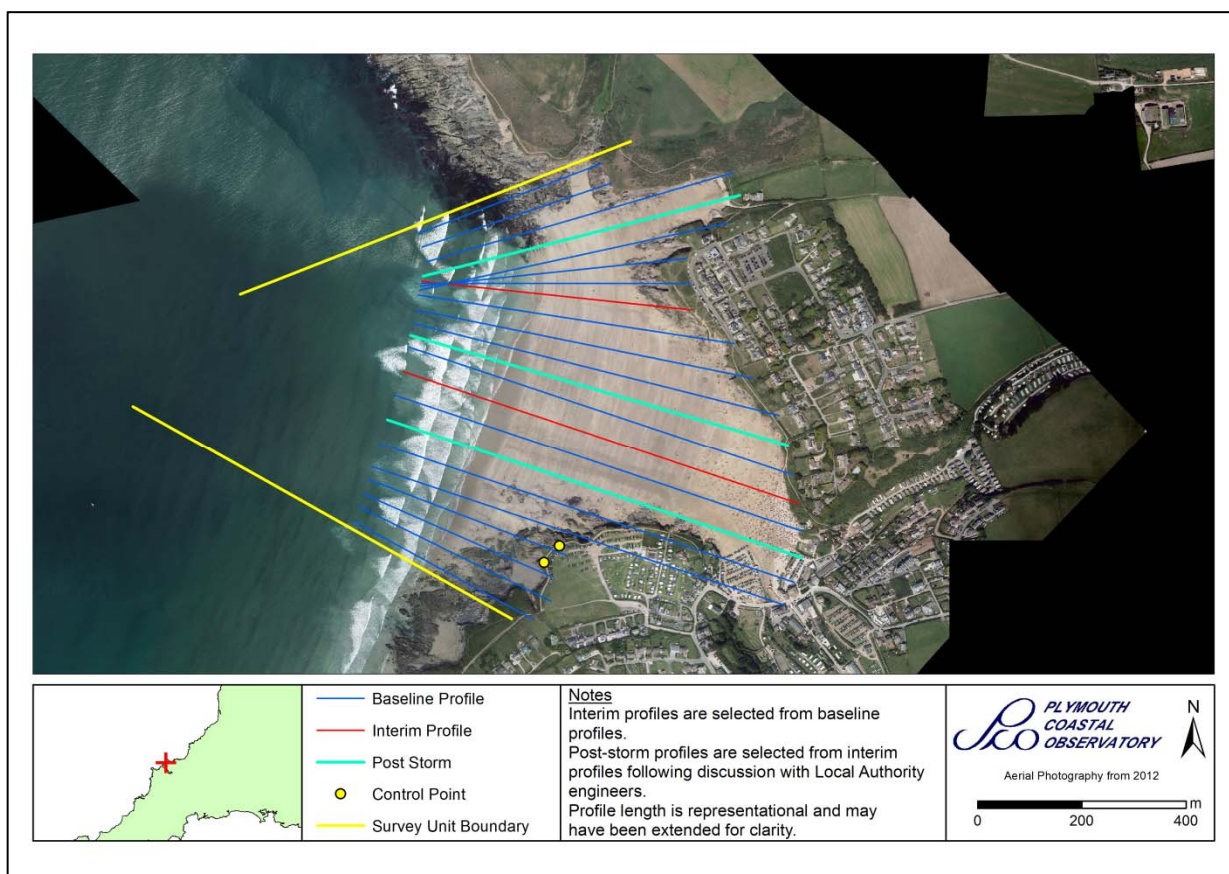 Baseline Profile
Interim Profile
Post Storm
Control Point
Survey Unit Boundary
Notes
Interim profiles are selected from baseline
profiles.
Post-storm profiles are selected from interim
profiles following discussion with Local Authority
engineers.
Profile length is representational and may
have been extended for clarity.
PLYMOUTH
COASTAL
OBSERVATORY
N
Aerial Photography from 2012
m
0 200 400